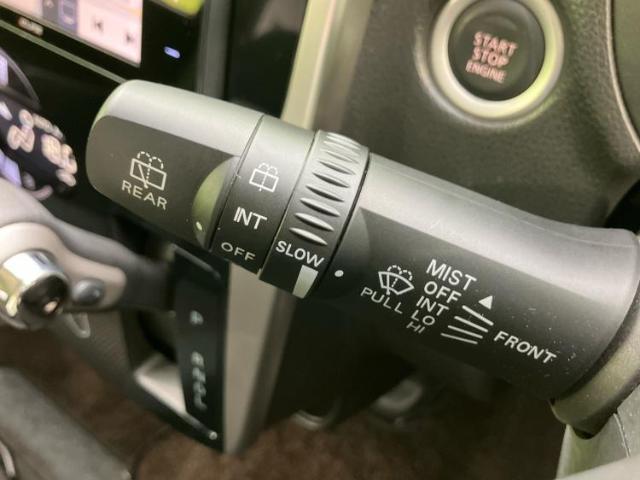 START
STOP
ENGINE
REAR
INT
OFF
SLOW
MIST
OFF
INT
PULL LO
HI
FRONT
P
R